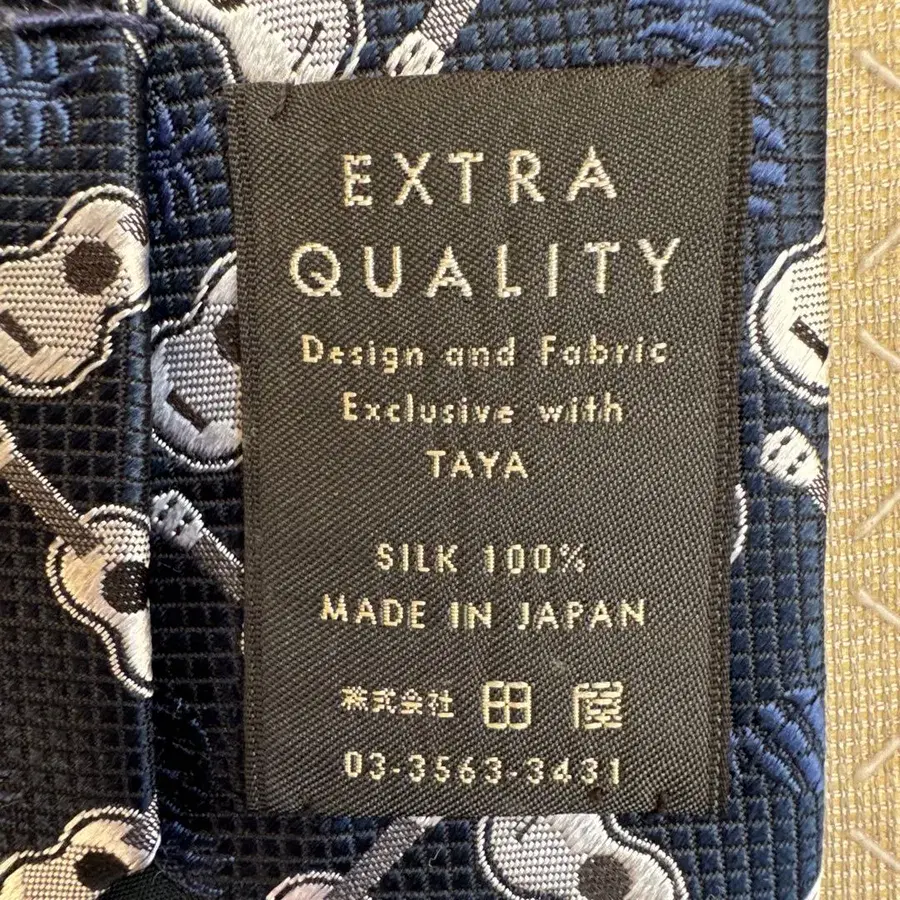 EXTRA
QUALITY
Design and Fabric
Exclusive with
TAYA
SILK 100%
MADE IN JAPAN
株式会社 田屋
03-3563-3431